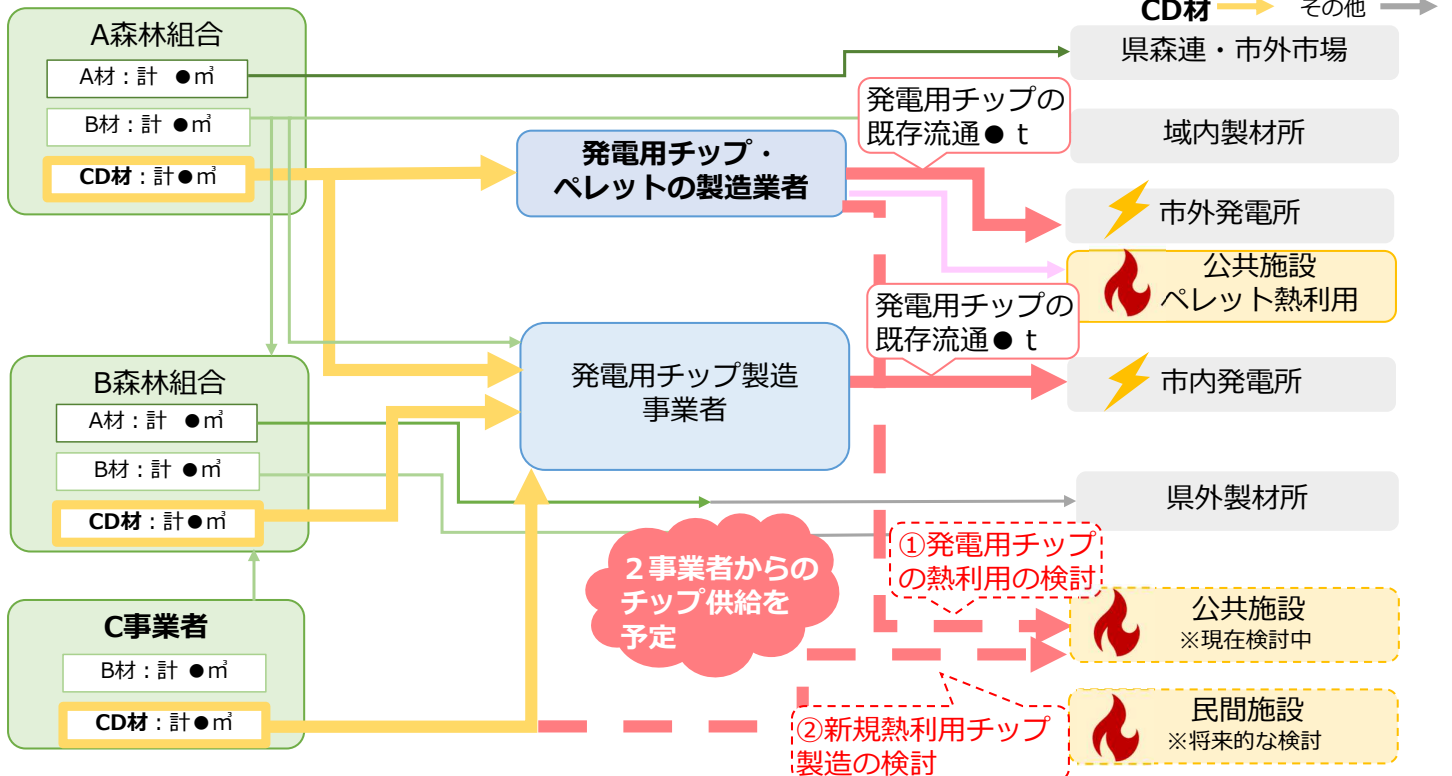 CD材
その他
A森林組合
A材：計　●㎥
B材：計 ●㎥
CD材：計●㎥
B森林組合
A材：計　●㎥
B材：計 ●㎥
CD材：計●㎥
C事業者
B材：計 ●㎥
CD材：計●㎥
発電用チップ・
ペレットの製造業者
発電用チップ製造
事業者
発電用チップの
既存流通● t
発電用チップの
既存流通● t
２事業者からの
チップ供給を
予定
①発電用チップ
の熱利用の検討
②新規熱利用チップ
製造の検討
県森連・市外市場
域内製材所
市外発電所
公共施設
ペレット熱利用
市内発電所
県外製材所
公共施設
※現在検討中
民間施設
※将来的な検討